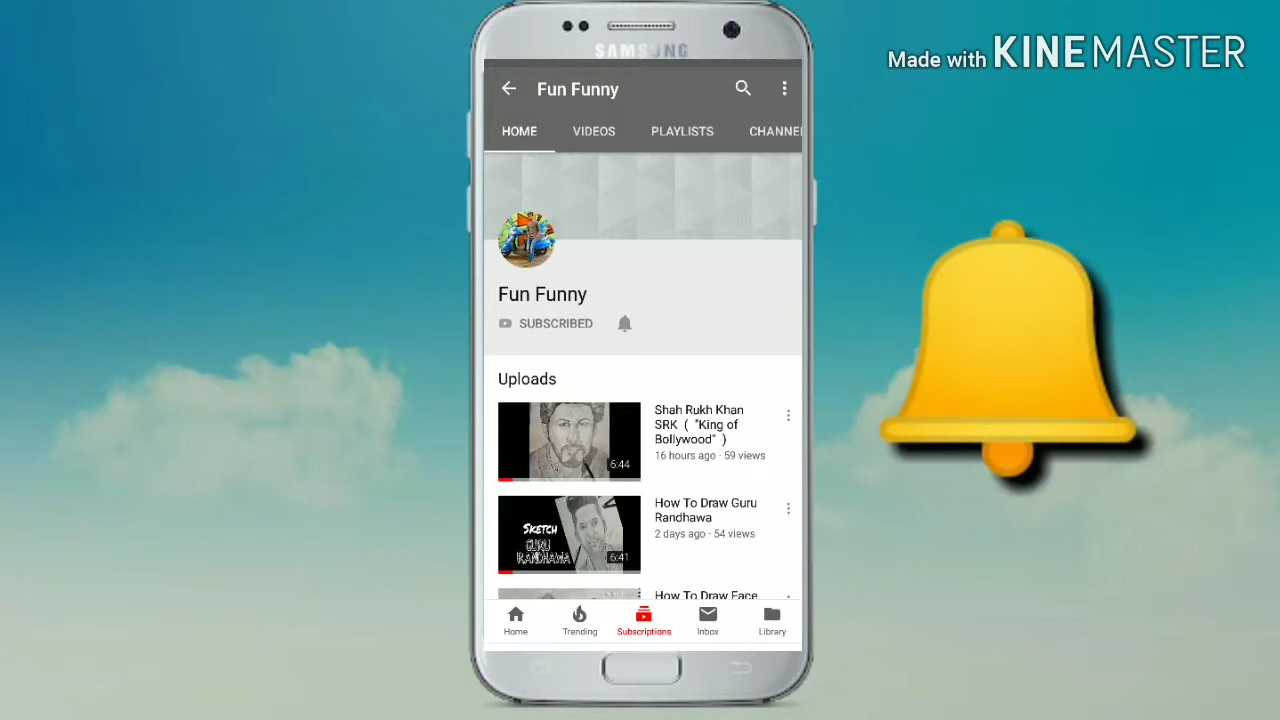 Made with KINEMASTER
SAMSUNG
Fun Funny
HOME VIDEOS PLAYLISTS CHANNE
Fun Funny
SUBSCRIBED
Uploads
Shah Rukh Khan
SRK ( "King of
Bollywood" )
16 hours ago · 59 views
6:44
How To Draw Guru
Randhawa
2 days ago · 54 views
SKETCH
GURU
RANDHAWA
6:41
How To Draw Face
Home Trending Subscriptions Inbox Library